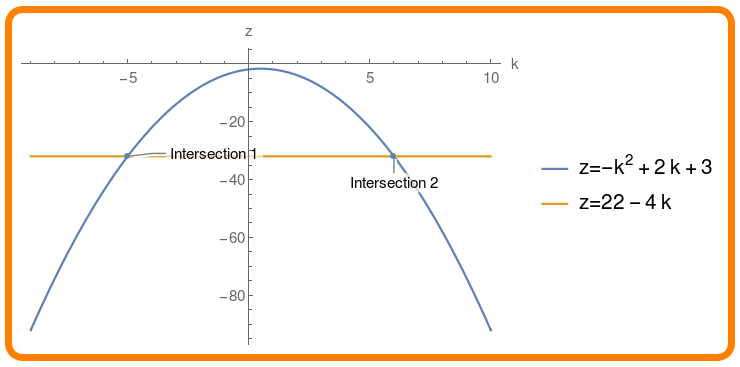 z
k
−5
5
10
−20
−40
−60
−80
Intersection 1
Intersection 2
z=−k² + 2 k + 3
z=22 − 4 k